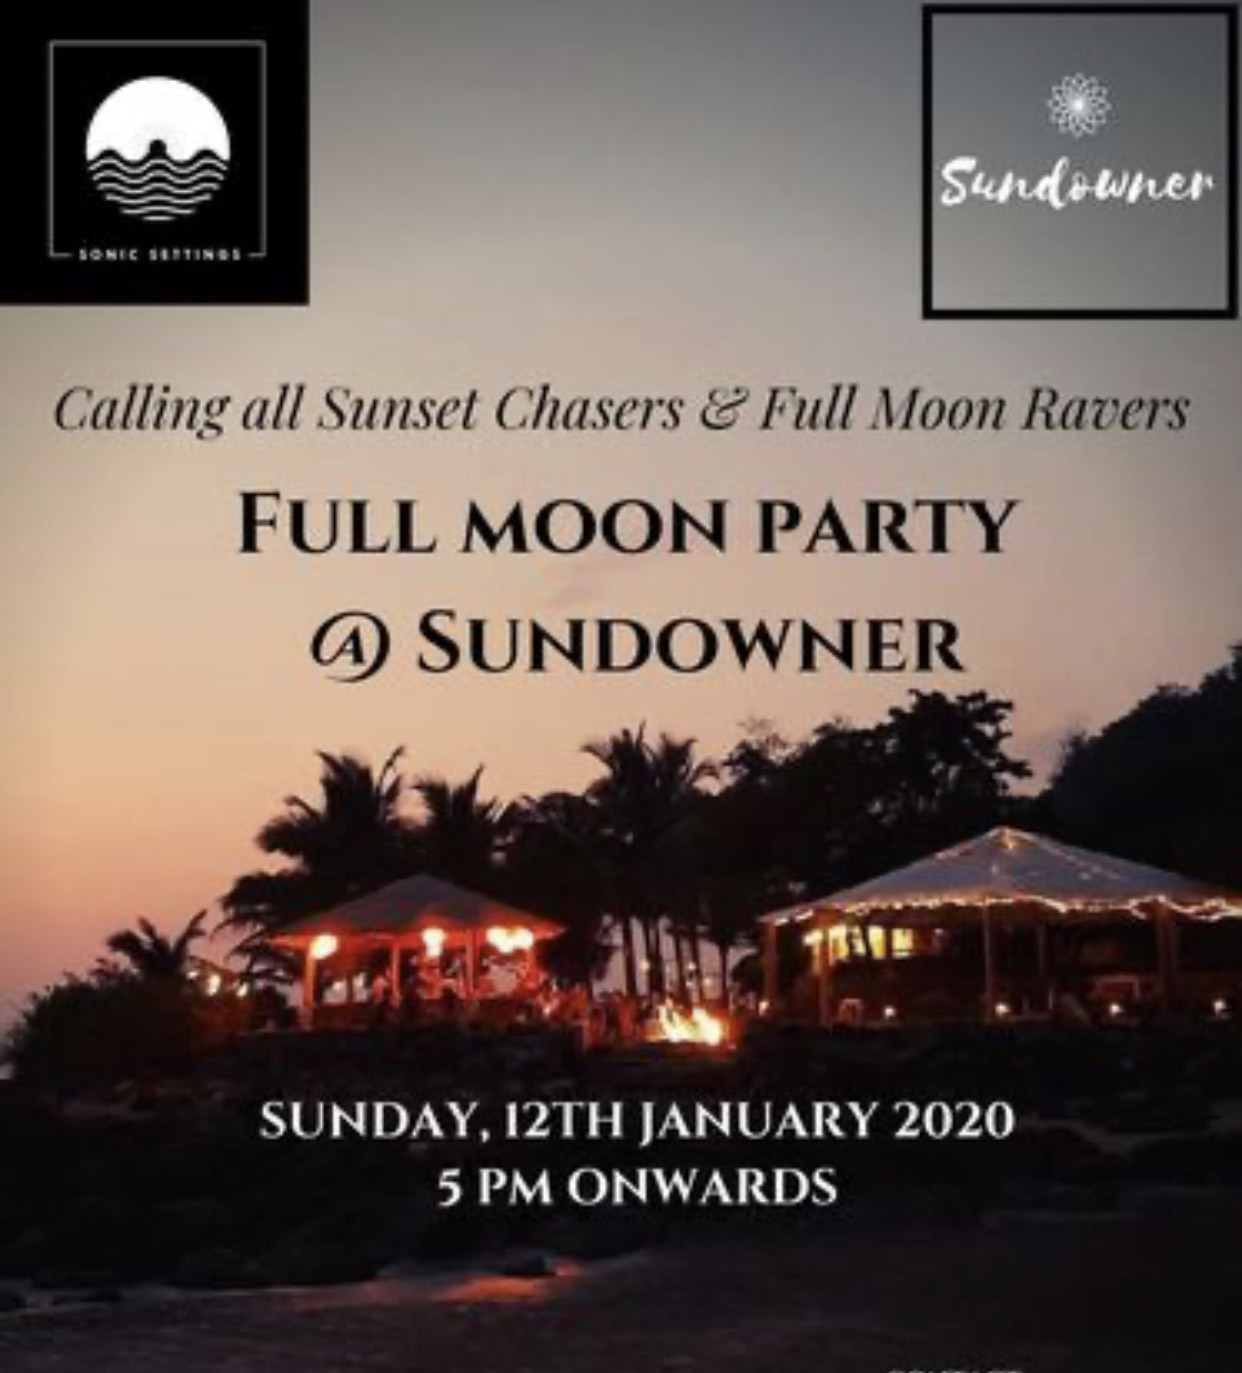 SONIC SETTINGS
Sundowner
Calling all Sunset Chasers & Full Moon Ravers
FULL MOON PARTY
@ SUNDOWNER
SUNDAY, 12TH JANUARY 2020
5 PM ONWARDS